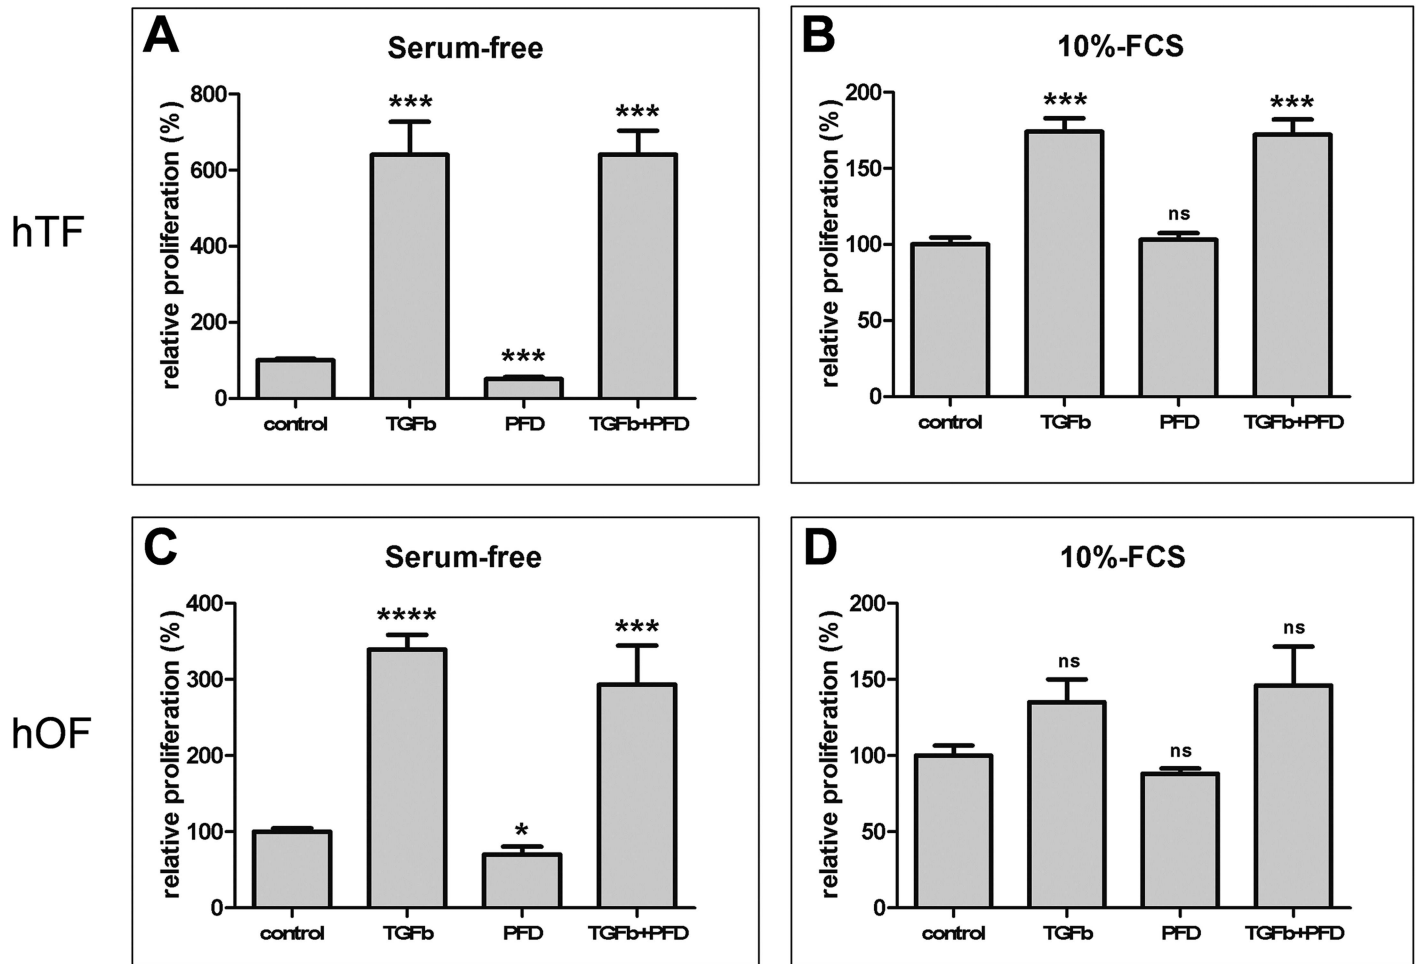 hTF
A
Serum-free
relative proliferation (%)
800
600
400
200
0
***
***
***
control TGFb PFD TGFb+PFD
B
10%-FCS
relative proliferation (%)
200
150
100
50
0
***
ns
***
control TGFb PFD TGFb+PFD
hOF
C
Serum-free
relative proliferation (%)
400
300
200
100
0
****
*
***
control TGFb PFD TGFb+PFD
D
10%-FCS
relative proliferation (%)
200
150
100
50
0
ns
ns
ns
control TGFb PFD TGFb+PFD